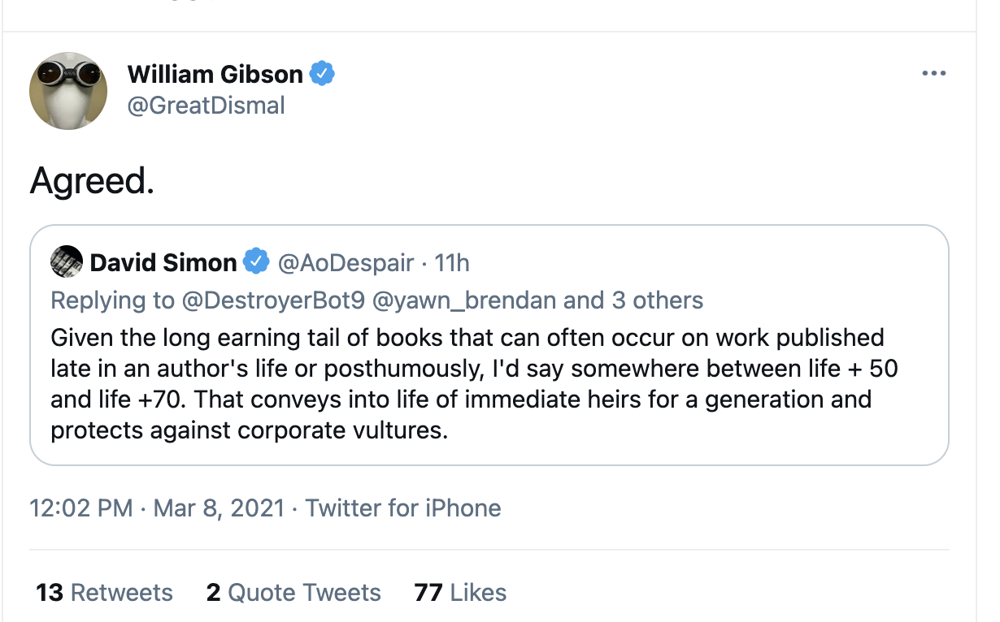 William Gibson
@GreatDismal
Agreed.
David Simon @AoDespair · 11h
Replying to @DestroyerBot9 @yawn_brendan and 3 others
Given the long earning tail of books that can often occur on work published
late in an author's life or posthumously, I'd say somewhere between life + 50
and life +70. That conveys into life of immediate heirs for a generation and
protects against corporate vultures.
12:02 PM · Mar 8, 2021 · Twitter for iPhone
13 Retweets 2 Quote Tweets 77 Likes